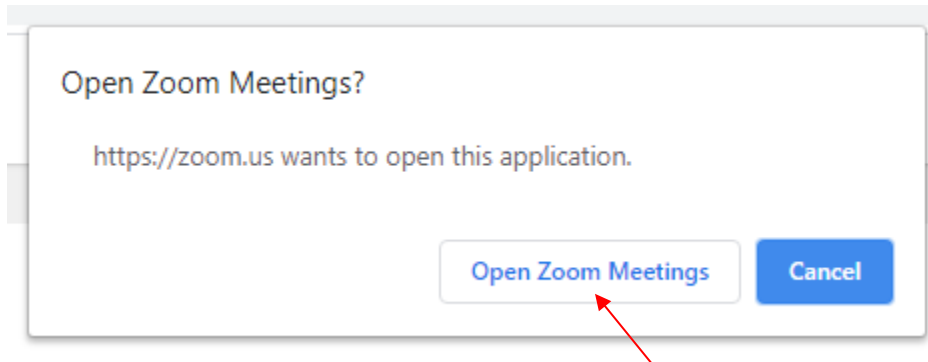 Open Zoom Meetings?
https://zoom.us wants to open this application.
Open Zoom Meetings Cancel